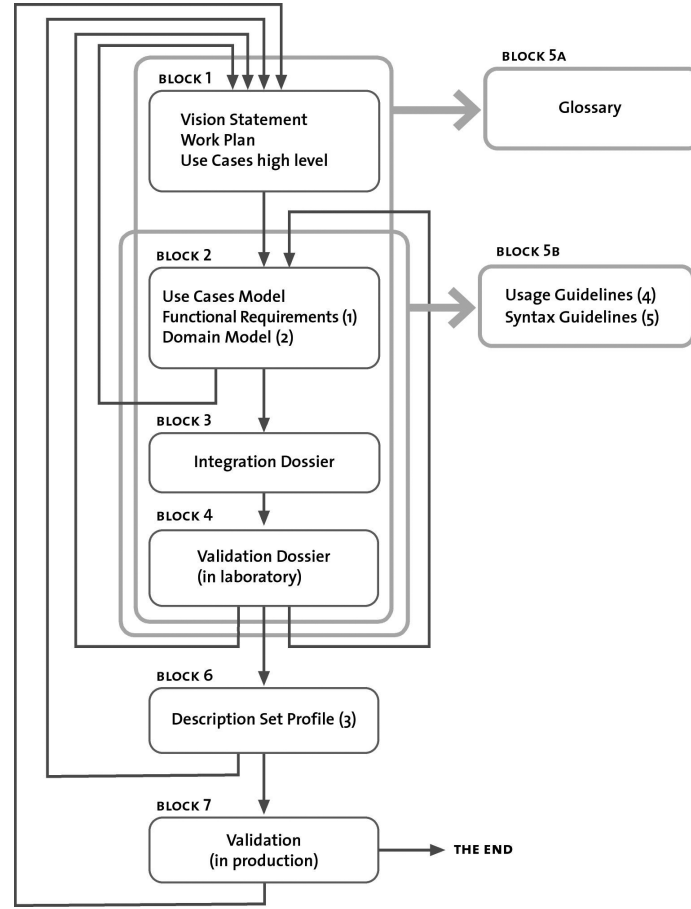 BLOCK 1
Vision Statement
Work Plan
Use Cases high level
BLOCK 5A
Glossary
BLOCK 2
Use Cases Model
Functional Requirements (1)
Domain Model (2)
BLOCK 5B
Usage Guidelines (4)
Syntax Guidelines (5)
BLOCK 3
Integration Dossier
BLOCK 4
Validation Dossier
(in laboratory)
BLOCK 6
Description Set Profile (3)
BLOCK 7
Validation
(in production)
THE END